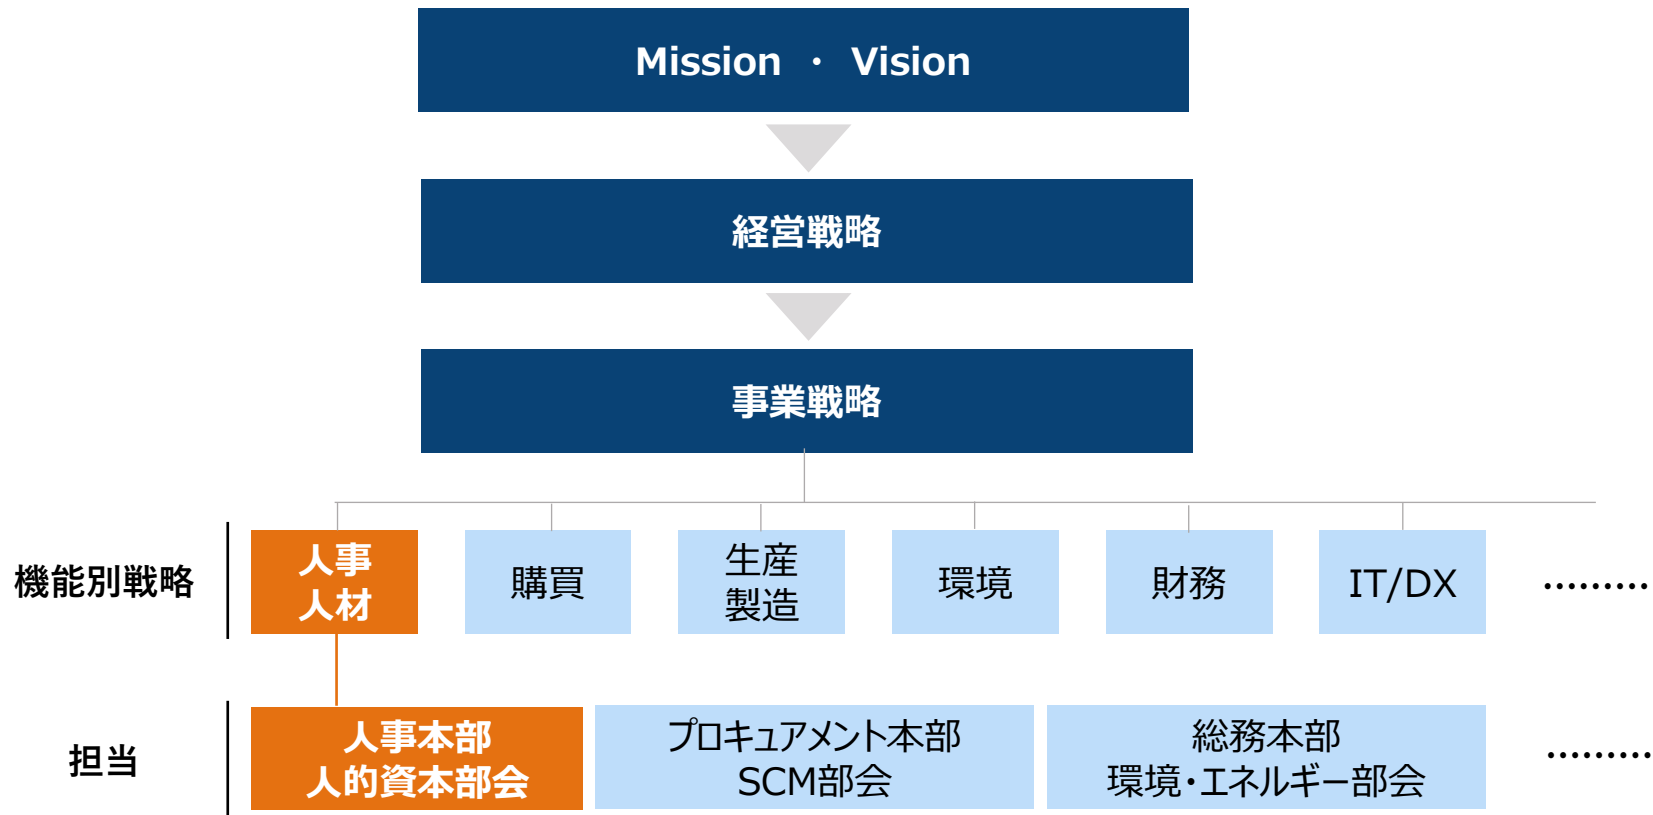 Mission ・ Vision
経営戦略
事業戦略
機能別戦略
人事
人材
購買
生産
製造
環境
財務
IT/DX
………
担当
人事本部
人的資本部会
プロキュアメント本部
SCM部会
総務本部
環境・エネルギー部会
………